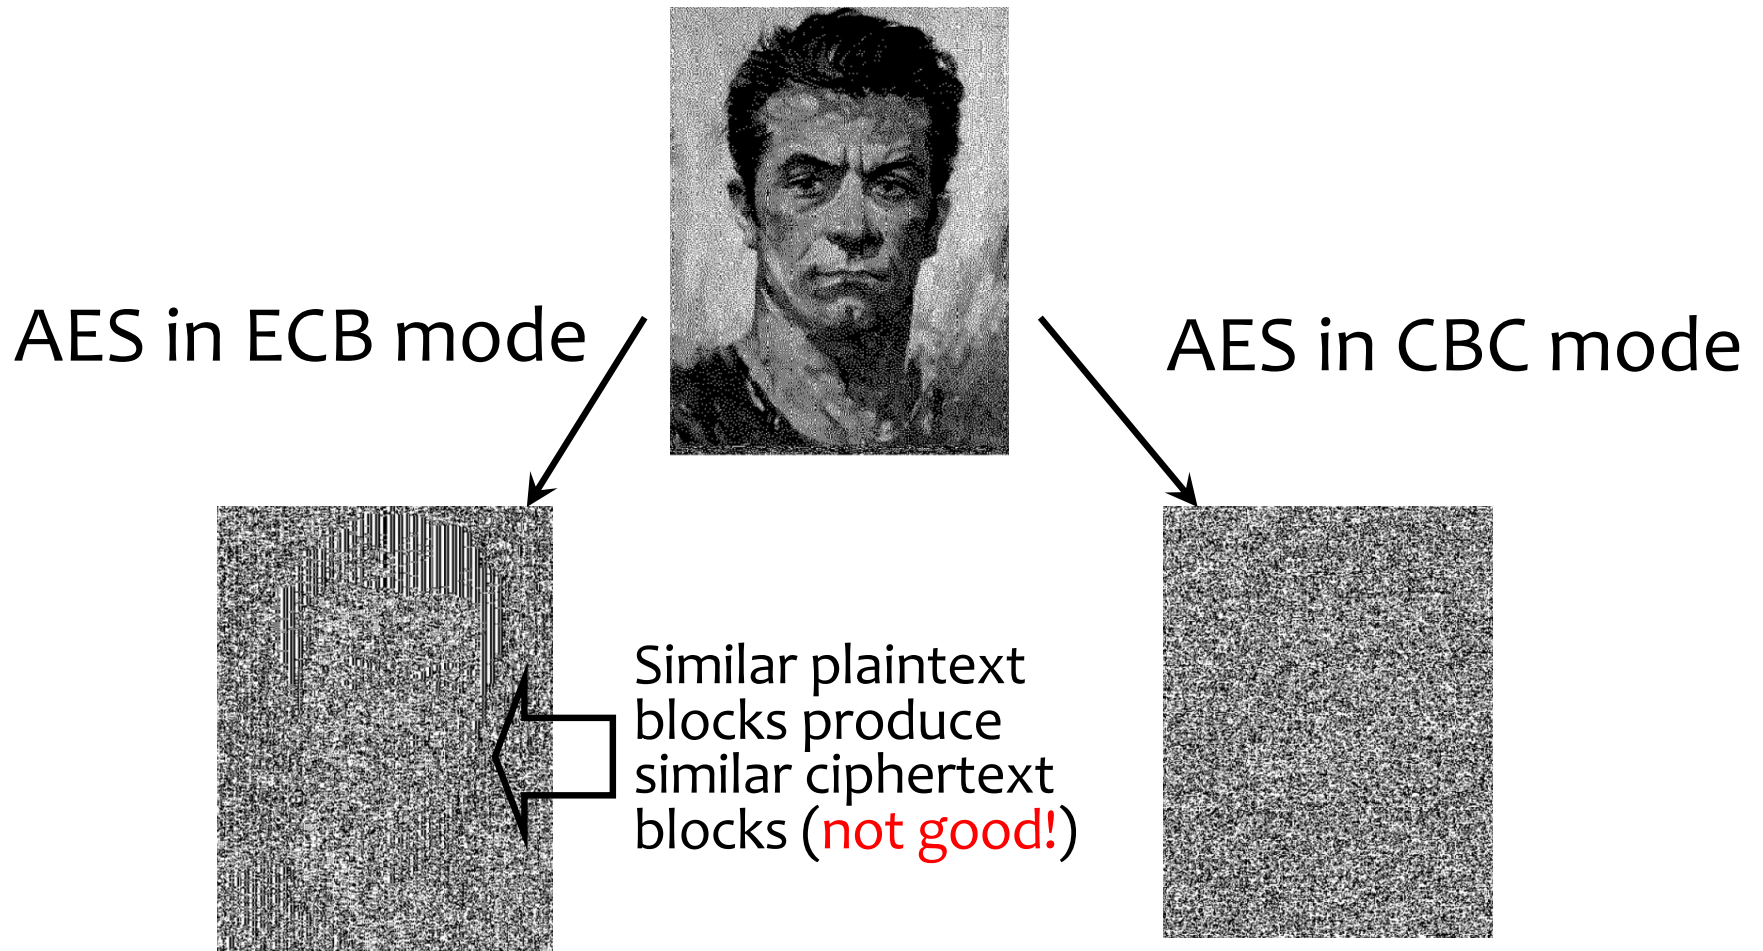 AES in ECB mode
AES in CBC mode
Similar plaintext
blocks produce
similar ciphertext
blocks (not good!)